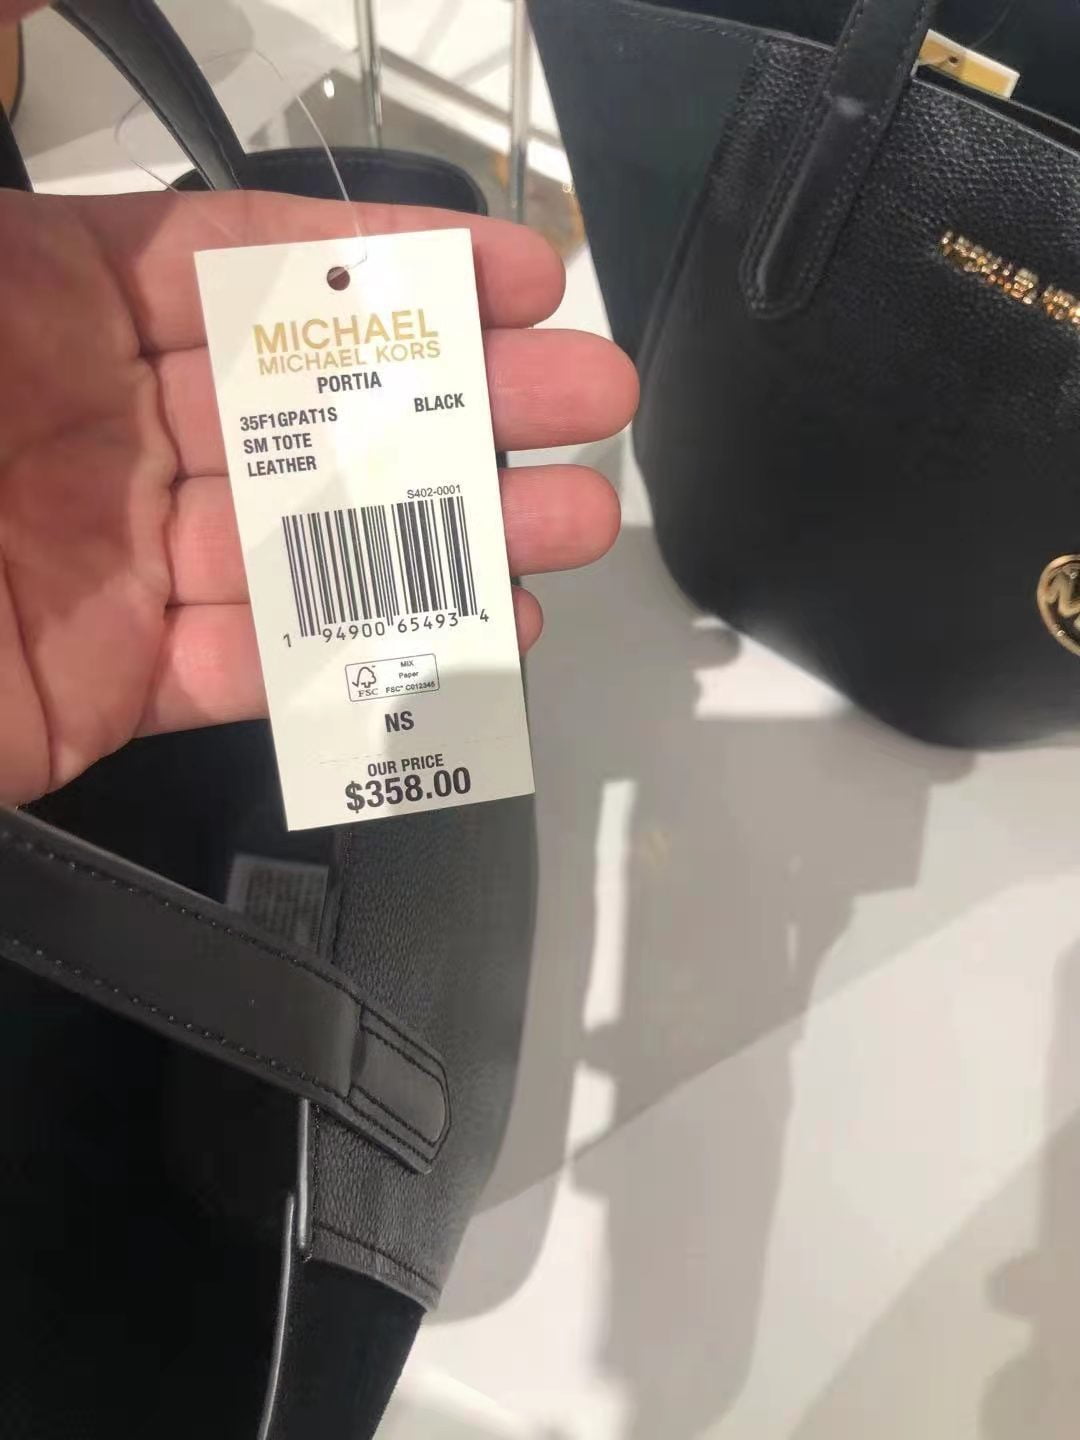 MICHAEL
MICHAEL KORS
PORTIA
35F1GPAT1S BLACK
SM TOTE
LEATHER
S402-0001
1 94900 65493 4
FSC
MIX
Paper
FSC® C012345
NS
OUR PRICE
$358.00